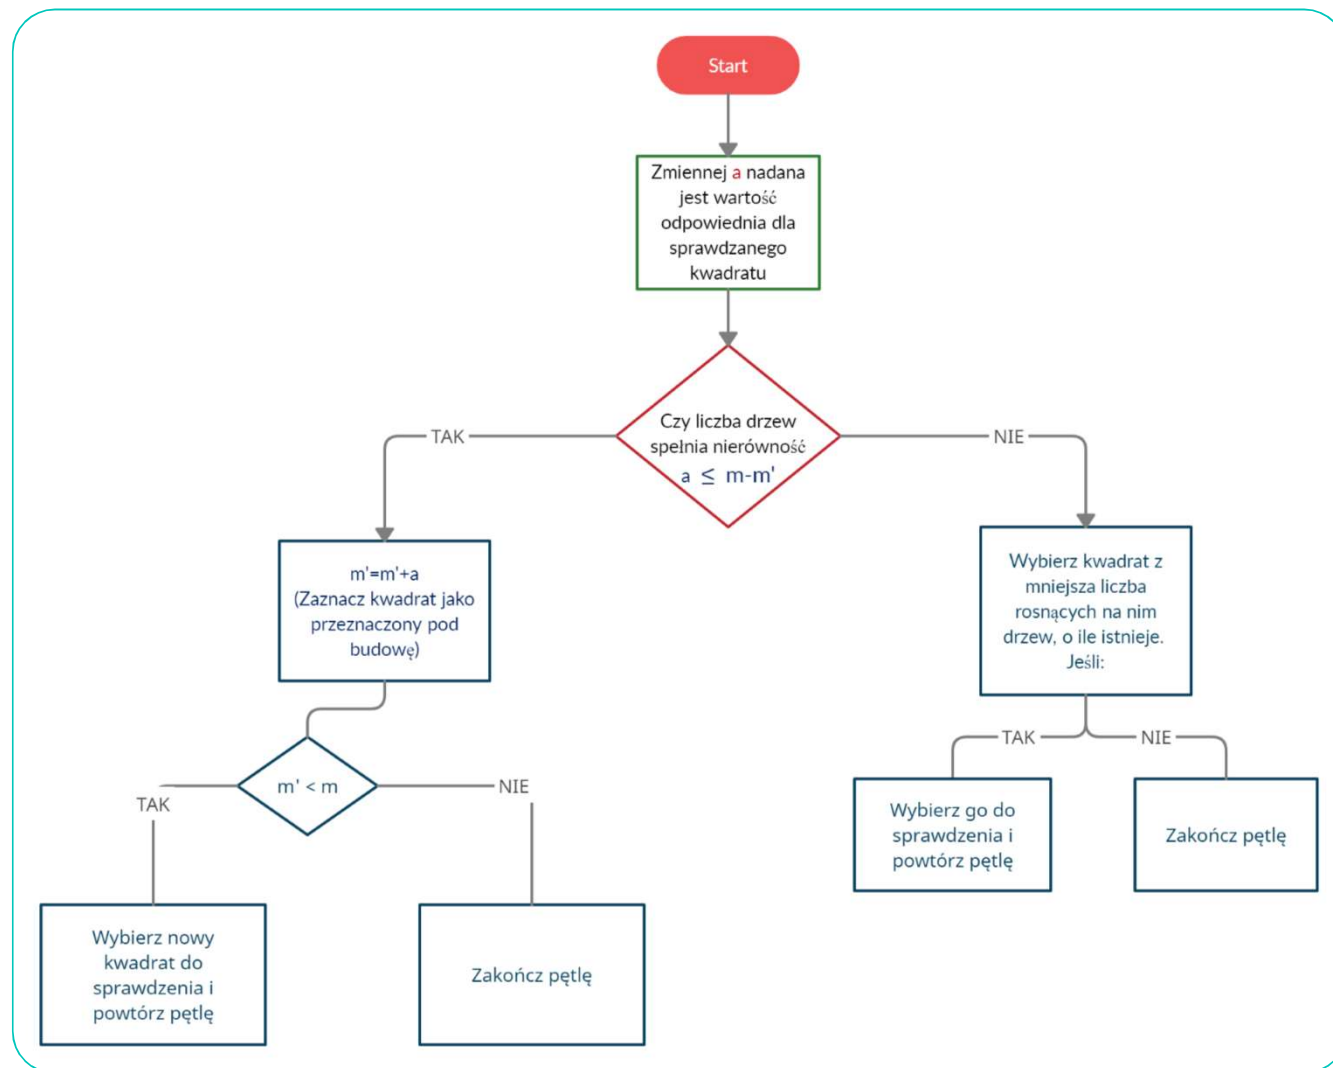 Start
Zmiennej a nadana
jest wartość
odpowiednia dla
sprawdzanego
kwadratu
Czy liczba drzew
spełnia nierówność
a ≤ m-m'
TAK
NIE
m'=m'+a
(Zaznacz kwadrat jako
przeznaczony pod
budowę)
Wybierz kwadrat z
mniejsza liczba
rosnących na nim
drzew, o ile istnieje.
Jeśli:
m' < m
TAK
NIE
TAK
NIE
Wybierz go do
sprawdzenia i
powtórz pętlę
Zakończ pętlę
Wybierz nowy
kwadrat do
sprawdzenia i
powtórz pętlę
Zakończ pętlę